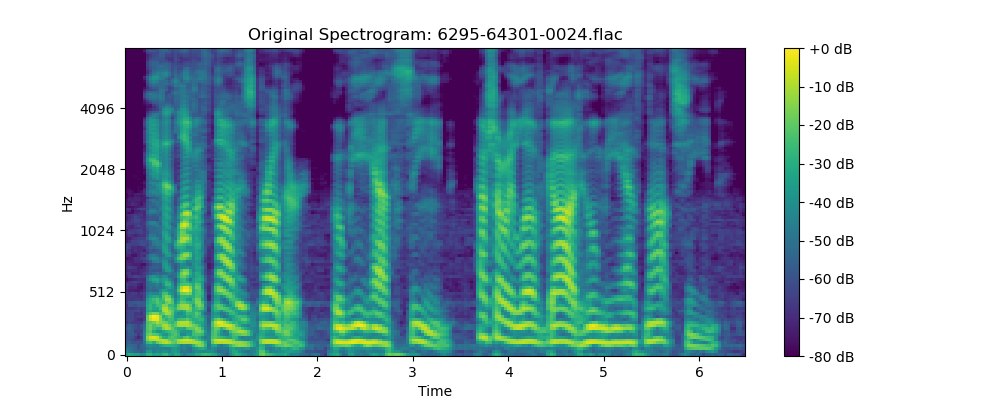 Original Spectrogram: 6295-64301-0024.flac
Hz
4096
2048
1024
512
0
0 1 2 3 4 5 6
Time
+0 dB
-10 dB
-20 dB
-30 dB
-40 dB
-50 dB
-60 dB
-70 dB
-80 dB